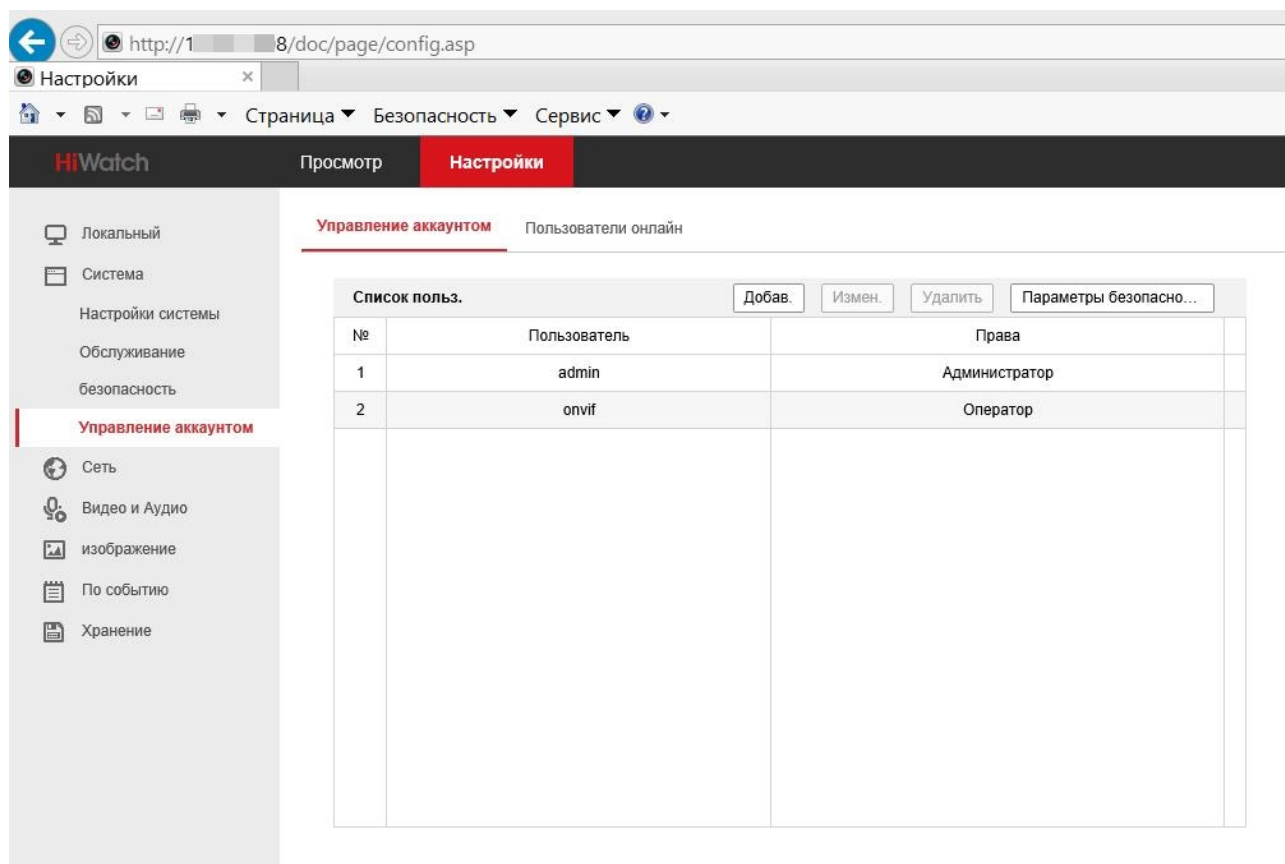 http://1 8/doc/page/config.asp
Настройки
Страница Безопасность Сервис
HiWatch Просмотр Настройки
Локальный
Система
Настройки системы
Обслуживание
безопасность
Управление аккаунтом
Сеть
Видео и Аудио
изображение
По событию
Хранение
Управление аккаунтом Пользователи онлайн
Список польз. Добав. Измен. Удалить Параметры безопасно...
№ Пользователь Права
1 admin Администратор
2 onvif Оператор